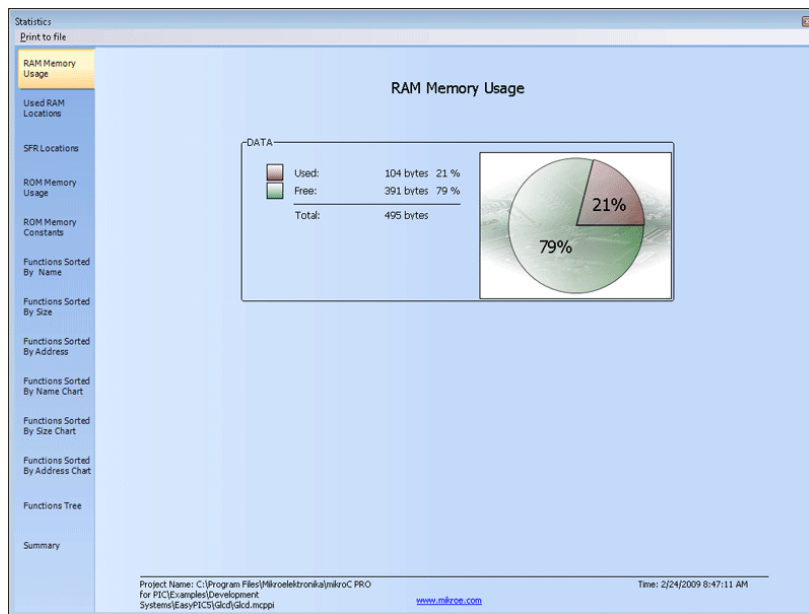 Statistics
Print to file
RAM Memory
Usage
Used RAM
Locations
SFR Locations
ROM Memory
Usage
ROM Memory
Constants
Functions Sorted
By Name
Functions Sorted
By Size
Functions Sorted
By Address
Functions Sorted
By Name Chart
Functions Sorted
By Size Chart
Functions Sorted
By Address Chart
Functions Tree
Summary
RAM Memory Usage
DATA
Used: 104 bytes 21 %
Free: 391 bytes 79 %
Total: 495 bytes
21%
79%
Project Name: C:\Program Files\Mikroelektronika\mikroC PRO
for PIC\Examples\Development
Systems\EasyPIC5\Glcd\Glcd.mcppi
www.mikroe.com
Time: 2/24/2009 8:47:11 AM